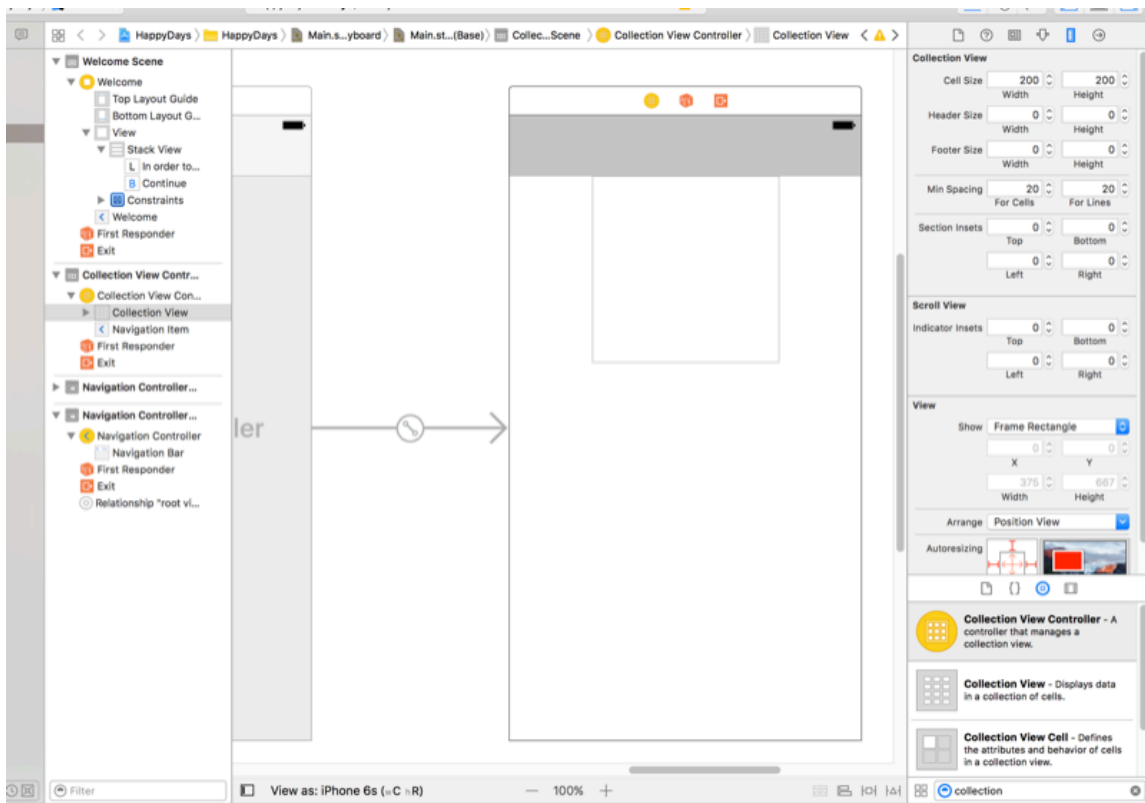 HappyDays
HappyDays
Main.s...yboard
Main.st...(Base)
Collec...Scene
Collection View Controller
Collection View
Welcome Scene
Welcome
Top Layout Guide
Bottom Layout G...
View
Stack View
L In order to...
B Continue
Constraints
Welcome
First Responder
Exit
Collection View Contr...
Collection View Con...
Collection View
Navigation Item
First Responder
Exit
Navigation Controller...
Navigation Controller...
Navigation Controller
Navigation Bar
First Responder
Exit
Relationship "root vi...
Filter
ler
View as: iPhone 6s (wC hR)
— 100% +
Collection View
Cell Size 200 200
Width Height
Header Size 0 0
Width Height
Footer Size 0 0
Width Height
Min Spacing 20 20
For Cells For Lines
Section Insets 0 0
Top Bottom
0 0
Left Right
Scroll View
Indicator Insets 0 0
Top Bottom
0 0
Left Right
View
Show Frame Rectangle
0 0
X Y
375 667
Width Height
Arrange Position View
Autoresizing
Collection View Controller - A
controller that manages a
collection view.
Collection View - Displays data
in a collection of cells.
Collection View Cell - Defines
the attributes and behavior of cells
in a collection view.
collection